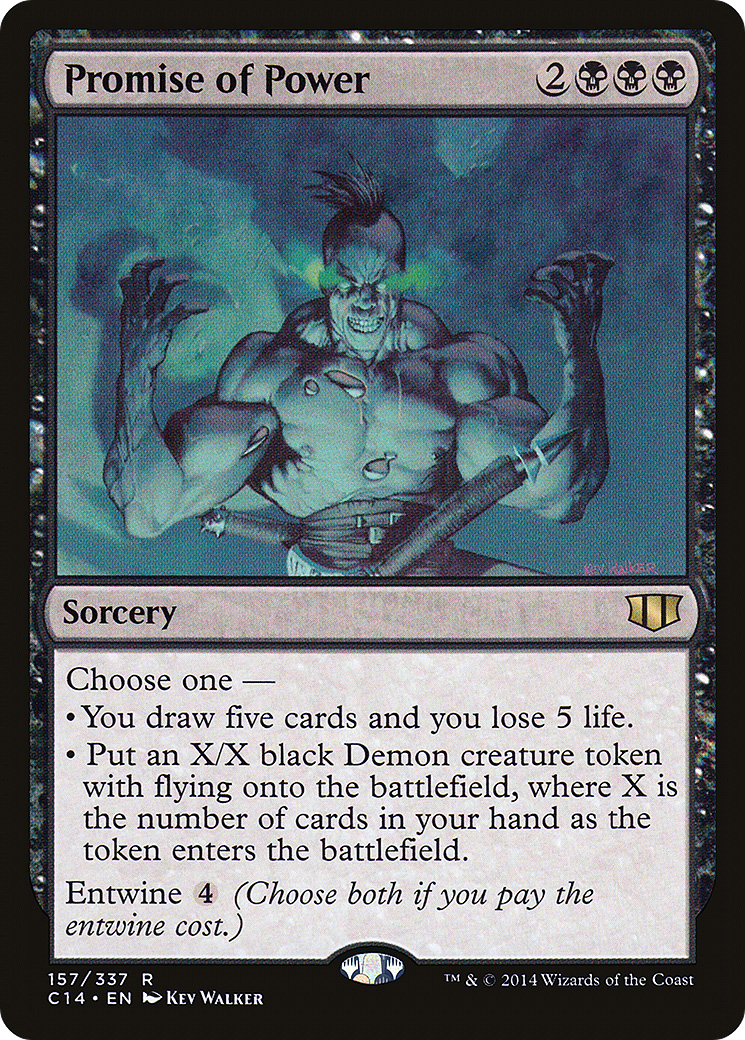 Promise of Power 2
KEV WALKER
Sorcery
Choose one —
• You draw five cards and you lose 5 life.
• Put an X/X black Demon creature token
with flying onto the battlefield, where X is
the number of cards in your hand as the
token enters the battlefield.
Entwine 4 (Choose both if you pay the
entwine cost.)
157/337 R
C14 • EN KEV WALKER
™ & © 2014 Wizards of the Coast